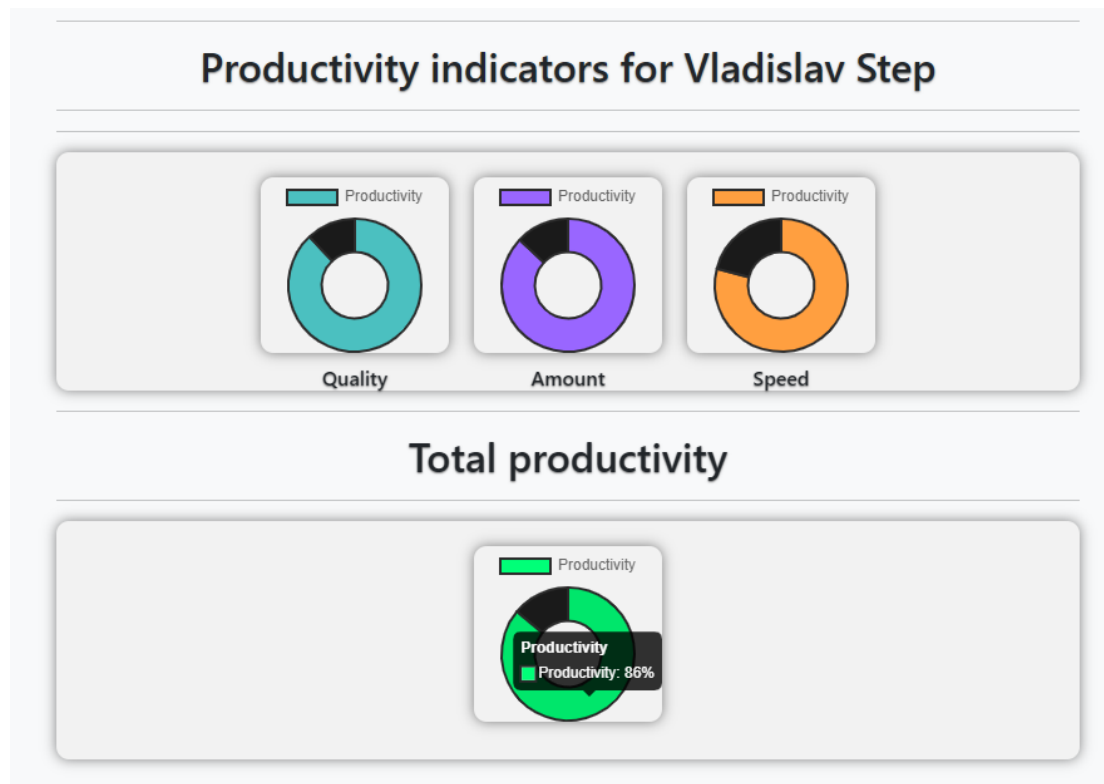 Productivity indicators for Vladislav Step
Productivity
Productivity
Productivity
Quality
Amount
Speed
Total productivity
Productivity
Productivity
Productivity: 86%